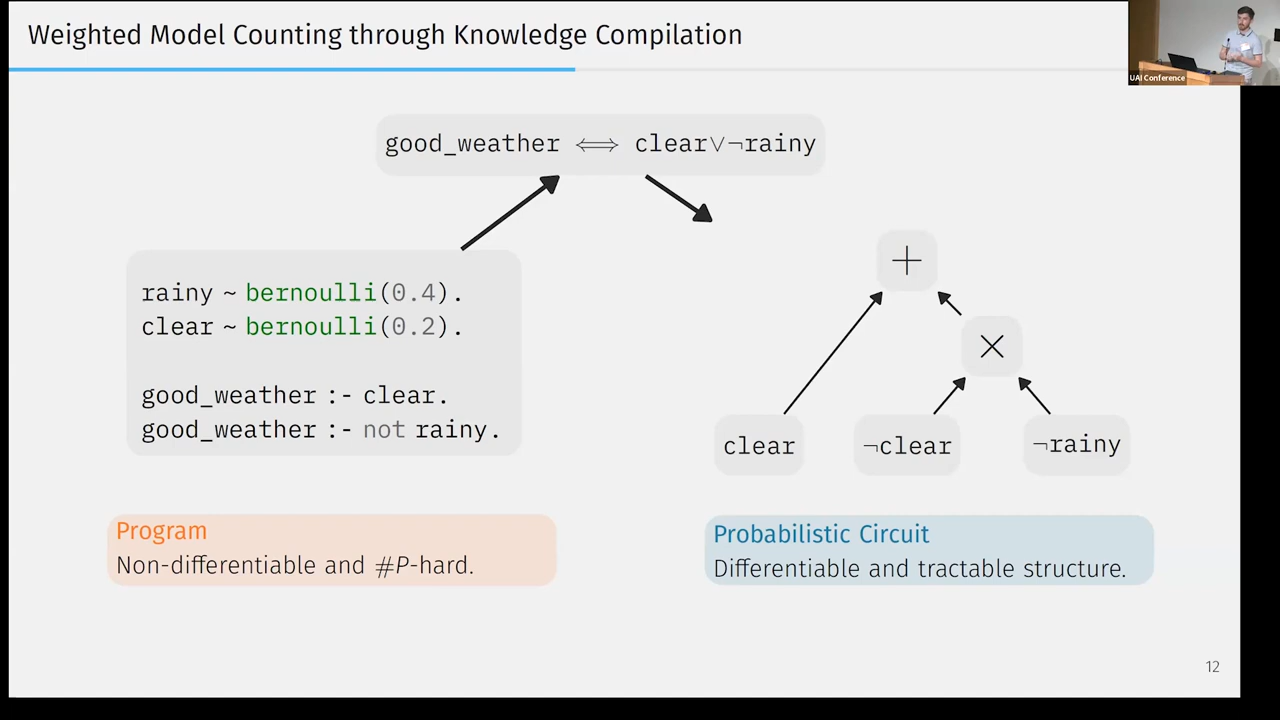 Weighted Model Counting through Knowledge Compilation
UAI Conference
good_weather ⟺ clear∨¬rainy
rainy ~ bernoulli(0.4).
clear ~ bernoulli(0.2).
good_weather :- clear.
good_weather :- not rainy.
+
×
clear
¬clear
¬rainy
Program
Non-differentiable and #P-hard.
Probabilistic Circuit
Differentiable and tractable structure.
12